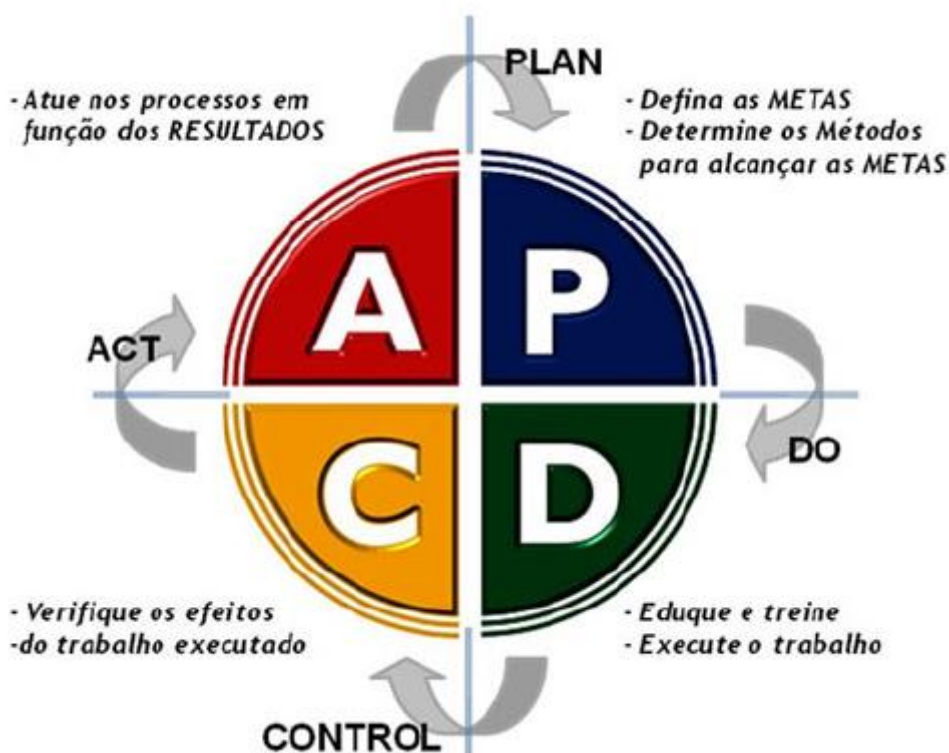 PLAN
- Atue nos processos em
função dos RESULTADOS
- Defina as METAS
- Determine os Métodos
para alcançar as METAS
A
P
ACT
DO
C
D
- Verifique os efeitos
-do trabalho executado
- Eduque e treine
- Execute o trabalho
CONTROL